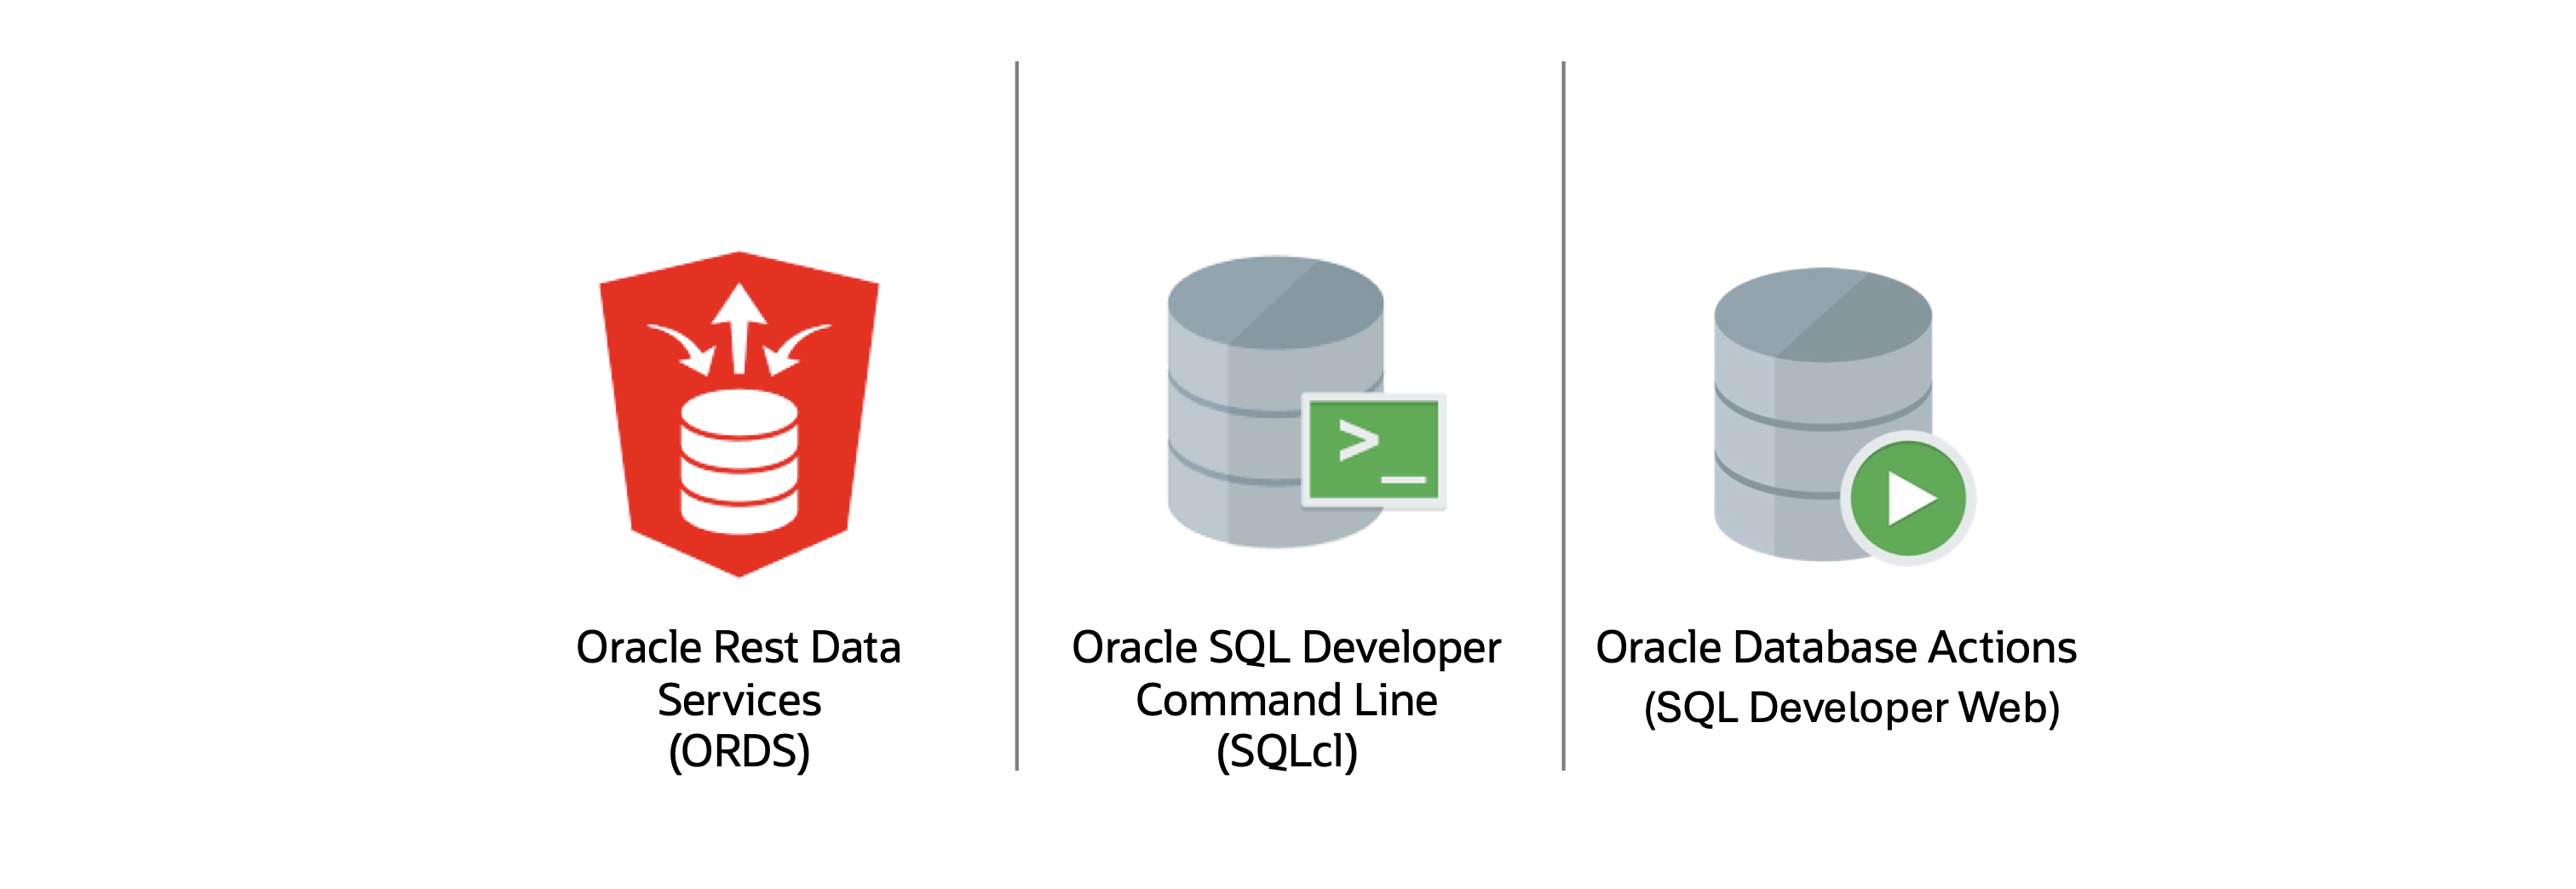 >_
Oracle Rest Data
Services
(ORDS)
Oracle SQL Developer
Command Line
(SQLcl)
Oracle Database Actions
(SQL Developer Web)